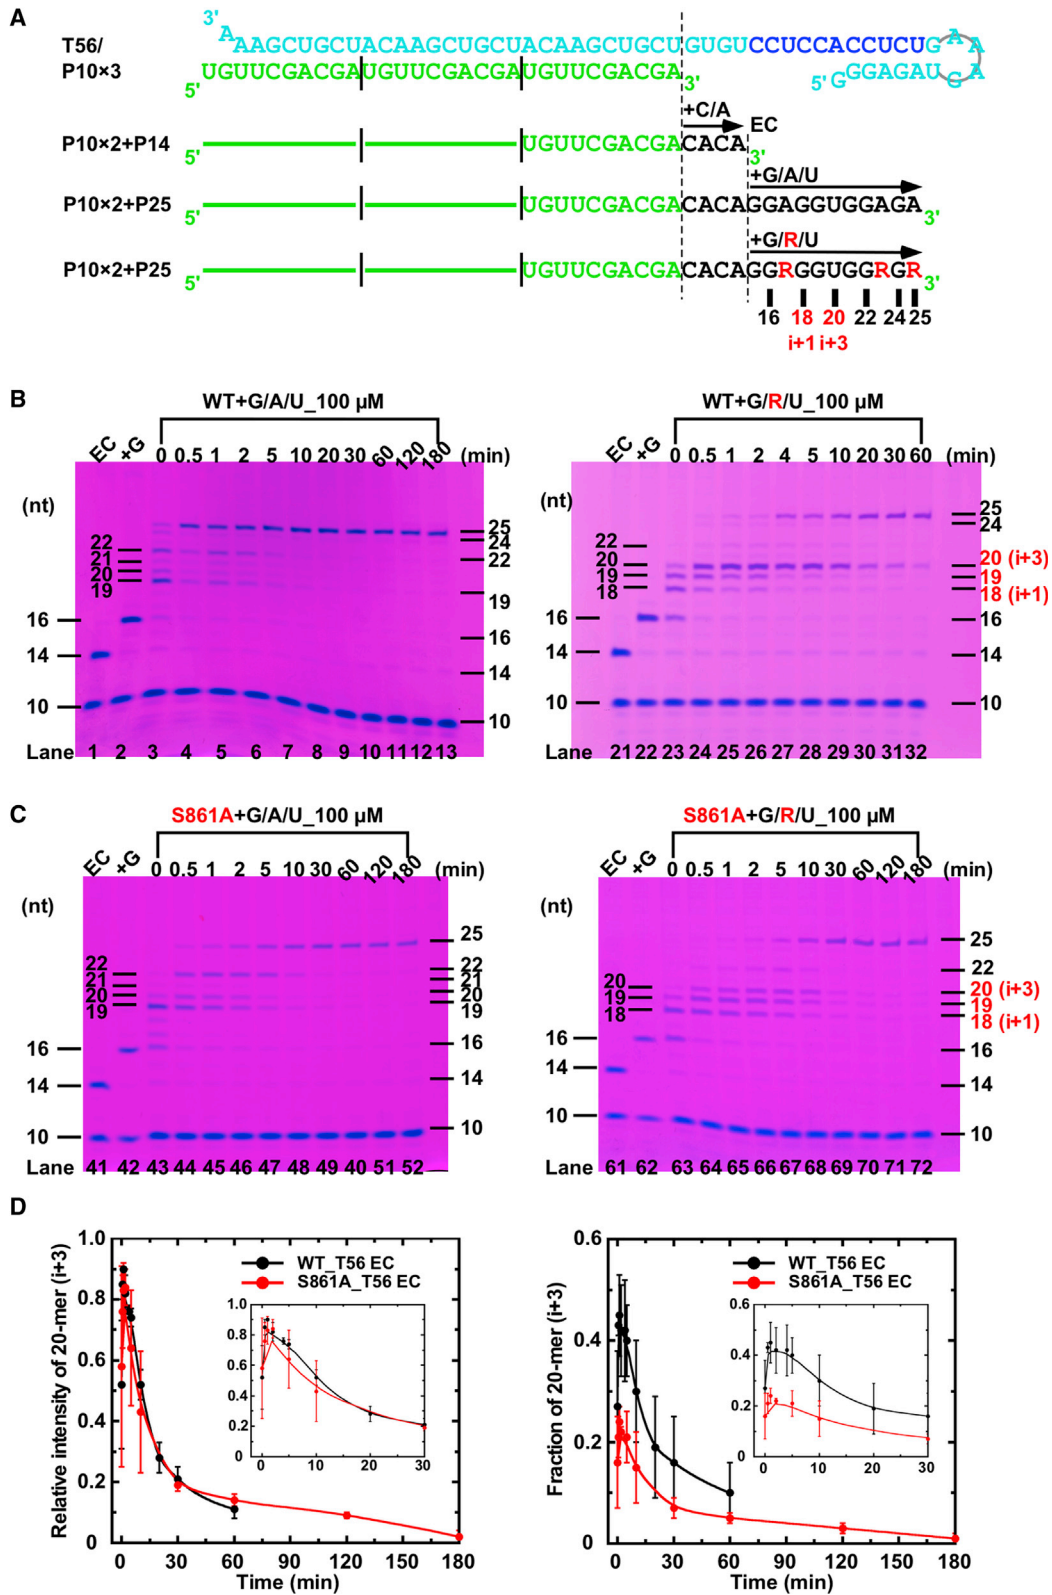 A
3'
T56/ AAAGCUGCUACAAGCUGCUACAAGCUGCUGUGUCCUCCACCUCUGAAA
P10×3 UGUUCGACGAUGUUCGACGAUGUUCGACGA 3' 5'GGGAGAUGA
5'
+C/A EC
P10×2+P14 5' UGUUCGACGACACA 3'
+G/A/U
P10×2+P25 5' UGUUCGACGACACAGGAGGUGGAGA 3'
+G/R/U
P10×2+P25 5' UGUUCGACGACACAGGRGGUGGRGR 3'
16 18 20 22 24 25
i+1 i+3
B
WT+G/A/U_100 µM
EC +G 0 0.5 1 2 5 10 20 30 60 120 180 (min)
(nt)
22
21
20
19
16
14
10
25
24
22
19
16
14
10
Lane 1 2 3 4 5 6 7 8 9 10 11 12 13
WT+G/R/U_100 µM
EC +G 0 0.5 1 2 4 5 10 20 30 60 (min)
(nt)
22
20
19
18
16
14
10
25
24
20 (i+3)
19
18 (i+1)
16
14
10
Lane 21 22 23 24 25 26 27 28 29 30 31 32
C
S861A+G/A/U_100 µM
EC +G 0 0.5 1 2 5 10 30 60 120 180 (min)
(nt)
22
21
20
19
16
14
10
25
22
21
20
19
16
14
10
Lane 41 42 43 44 45 46 47 48 49 40 51 52
S861A+G/R/U_100 µM
EC +G 0 0.5 1 2 5 10 30 60 120 180 (min)
(nt)
20
19
18
16
14
10
25
22
20 (i+3)
19
18 (i+1)
16
14
10
Lane 61 62 63 64 65 66 67 68 69 70 71 72
D
Relative intensity of 20-mer (i+3)
1.0
0.8
0.6
0.4
0.2
0
WT_T56 EC
S861A_T56 EC
1.0
0.8
0.6
0.4
0.2
0
0 10 20 30
0 30 60 90 120 150 180
Time (min)
Fraction of 20-mer (i+3)
0.6
0.4
0.2
0
WT_T56 EC
S861A_T56 EC
0.6
0.4
0.2
0
0 10 20 30
0 30 60 90 120 150 180
Time (min)